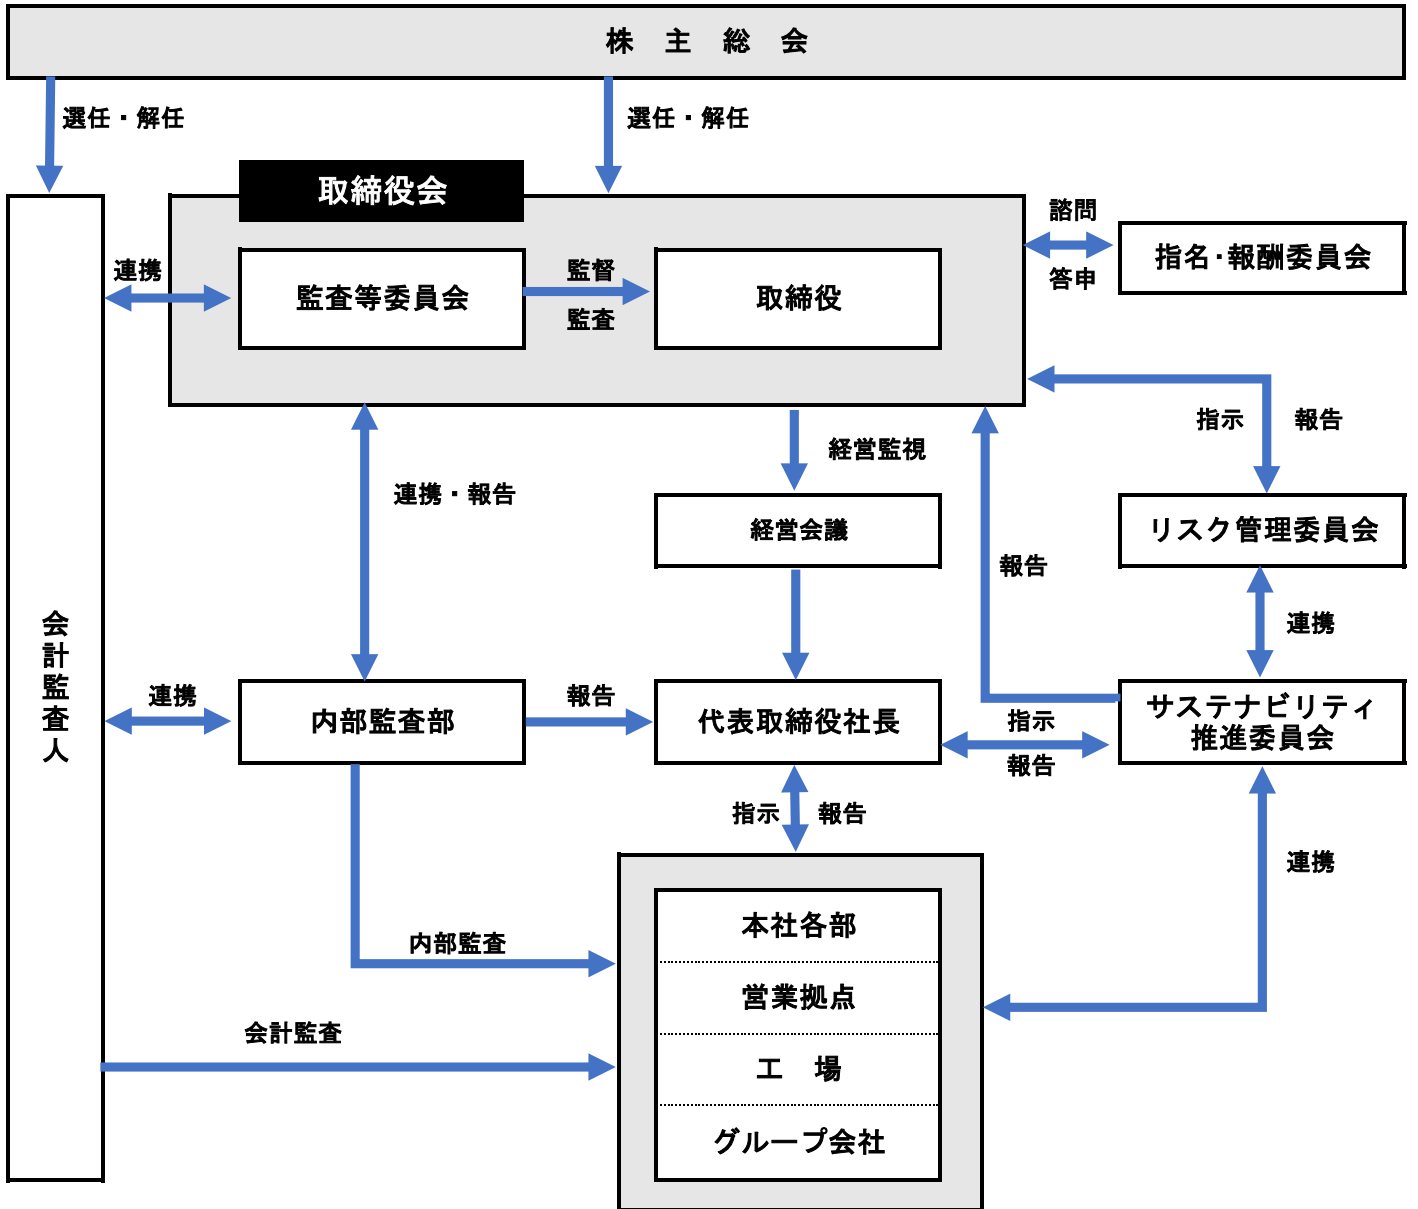 株　主　総　会
選任・解任
選任・解任
取締役会
諮問
指名・報酬委員会
答申
連携
監査等委員会
監督
監査
取締役
指示
報告
経営監視
連携・報告
経営会議
リスク管理委員会
報告
連携
会計監査人
連携
内部監査部
報告
代表取締役社長
指示
報告
サステナビリティ
推進委員会
指示
報告
連携
本社各部
内部監査
営業拠点
会計監査
工　場
グループ会社